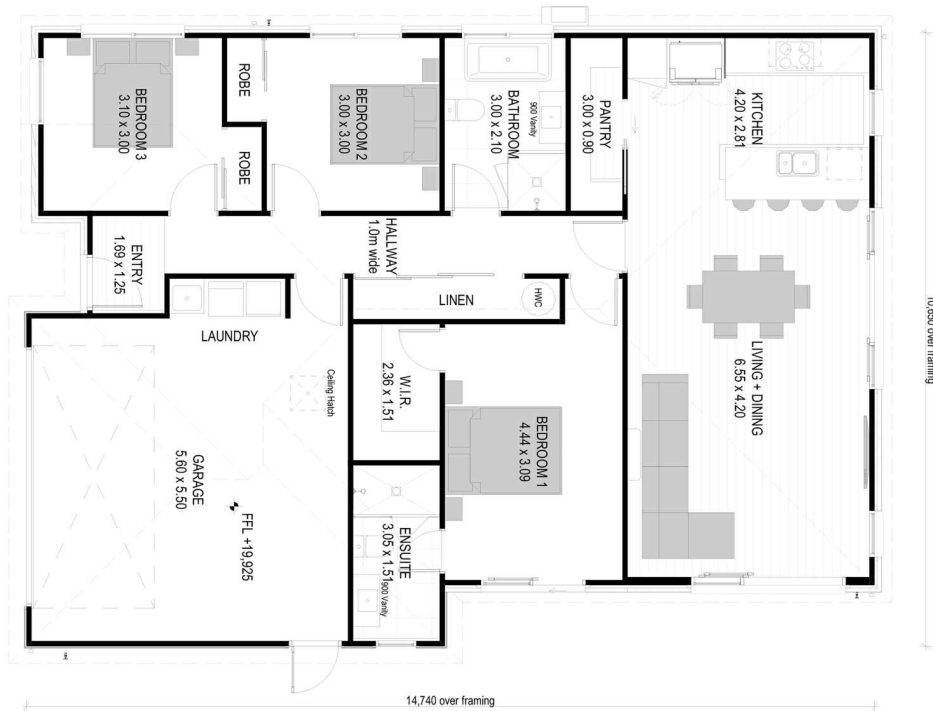 BEDROOM 3
3.10 x 3.00
ROBE
ROBE
BEDROOM 2
3.00 x 3.00
BATHROOM
3.00 x 2.10
900 Vanity
PANTRY
3.00 x 0.90
KITCHEN
4.20 x 2.81
ENTRY
1.69 x 1.25
HALLWAY
1.0m wide
LINEN
HWC
LAUNDRY
Ceiling Hatch
W.I.R.
2.36 x 1.51
BEDROOM 1
4.44 x 3.09
LIVING + DINING
6.55 x 4.20
GARAGE
5.60 x 5.50
FFL +19,925
ENSUITE
3.05 x 1.51
900 Vanity
over framing
14,740 over framing